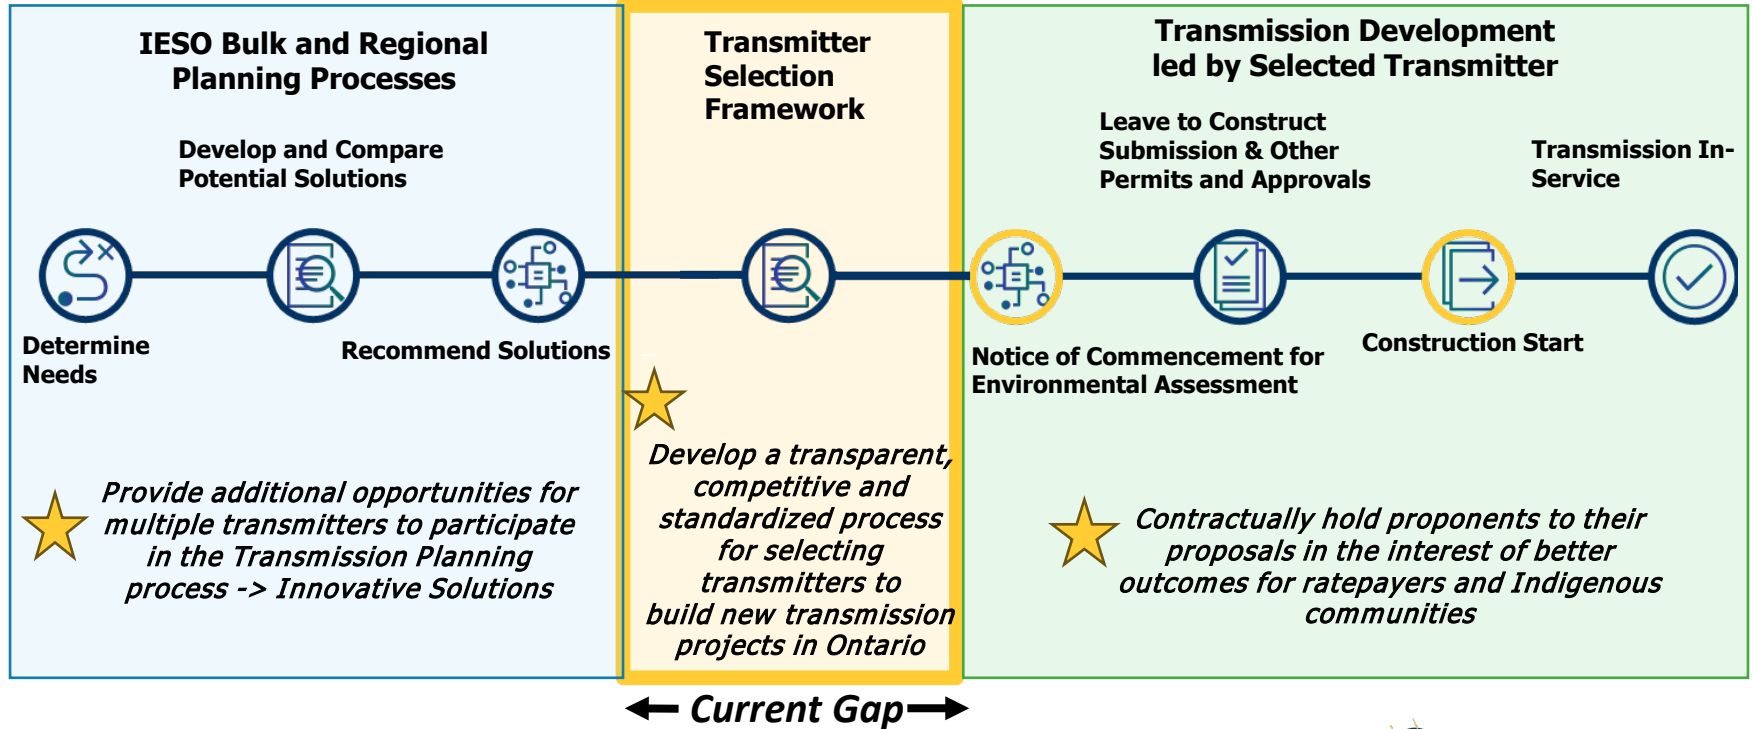 IESO Bulk and Regional
Planning Processes
Develop and Compare
Potential Solutions
Determine
Needs
Recommend Solutions
Provide additional opportunities for
multiple transmitters to participate
in the Transmission Planning
process -> Innovative Solutions
Transmitter
Selection
Framework
Develop a transparent,
competitive and
standardized process
for selecting
transmitters to
build new transmission
projects in Ontario
Current Gap
Transmission Development
led by Selected Transmitter
Leave to Construct
Submission & Other
Permits and Approvals
Transmission In-
Service
Notice of Commencement for
Environmental Assessment
Construction Start
Contractually hold proponents to their
proposals in the interest of better
outcomes for ratepayers and Indigenous
communities